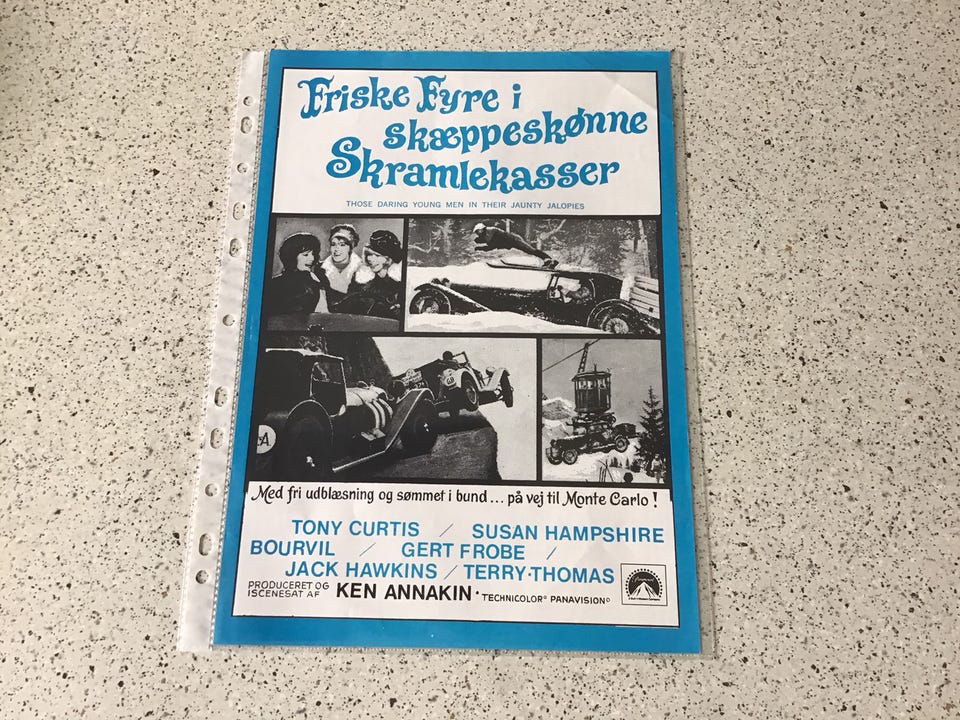 Friske Fyre i
skæppeskønne
Skramlekasser
THOSE DARING YOUNG MEN IN THEIR JAUNTY JALOPIES
A
Med fri udblæsning og sømmet i bund... på vej til Monte Carlo!
TONY CURTIS / SUSAN HAMPSHIRE
BOURVIL / GERT FROBE /
JACK HAWKINS / TERRY-THOMAS
PRODUCERET OG
ISCENESAT AF KEN ANNAKIN · TECHNICOLOR® PANAVISION®
Paramount